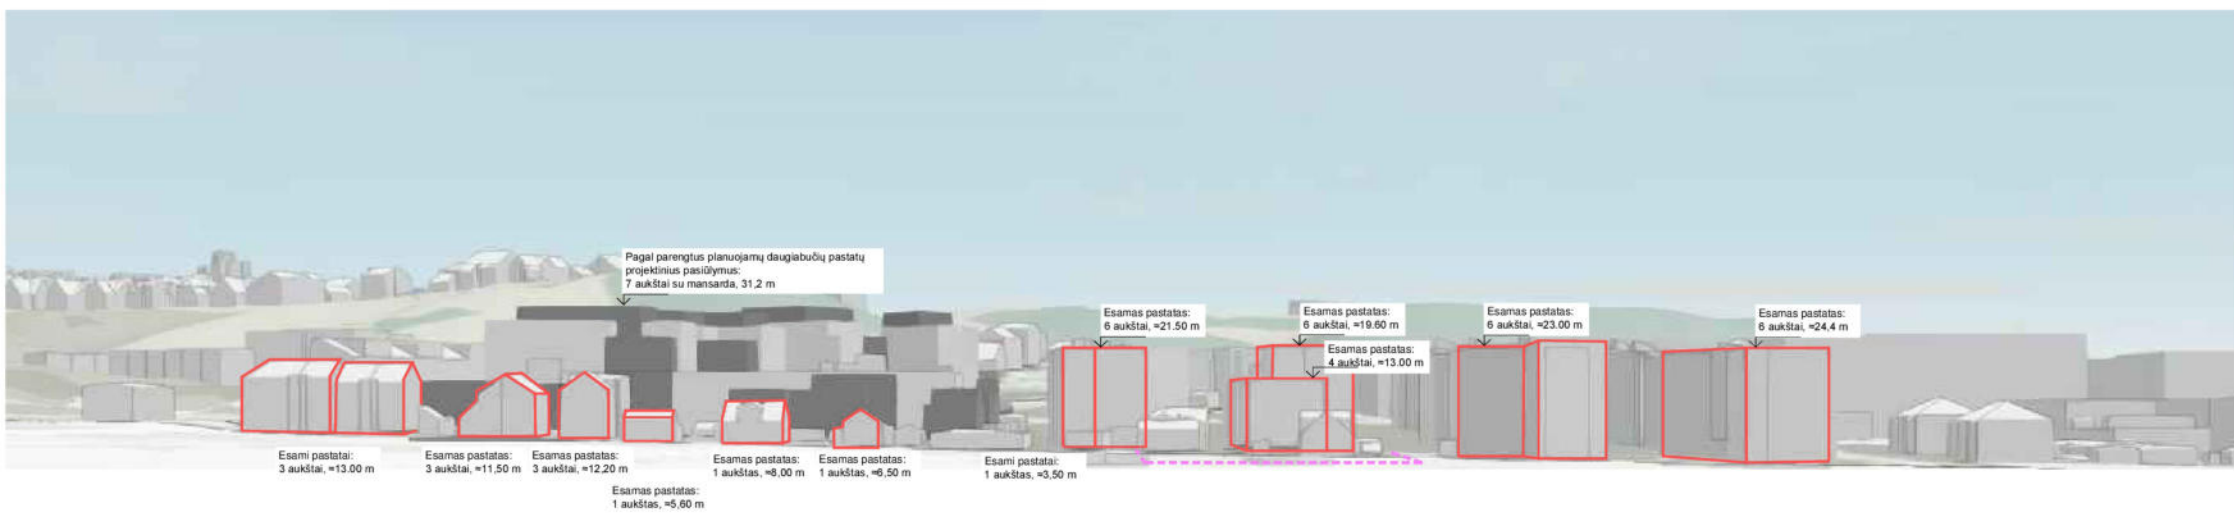 Pagal parengtus planuojamų daugiabučių pastatų
projektinius pasiūlymus:
7 aukštai su mansarda, 31,2 m
Esamas pastatas:
6 aukštai, ≈21.50 m
Esamas pastatas:
6 aukštai, ≈19.60 m
Esamas pastatas:
4 aukštai, ≈13.00 m
Esamas pastatas:
6 aukštai, ≈23.00 m
Esamas pastatas:
6 aukštai, ≈24,4 m
Esami pastatai:
3 aukštai, ≈13.00 m
Esamas pastatas:
3 aukštai, ≈11,50 m
Esamas pastatas:
3 aukštai, ≈12,20 m
Esamas pastatas:
1 aukštas, ≈5,60 m
Esamas pastatas:
1 aukštas, ≈8,00 m
Esamas pastatas:
1 aukštas, ≈6,50 m
Esami pastatai:
1 aukštas, ≈3,50 m